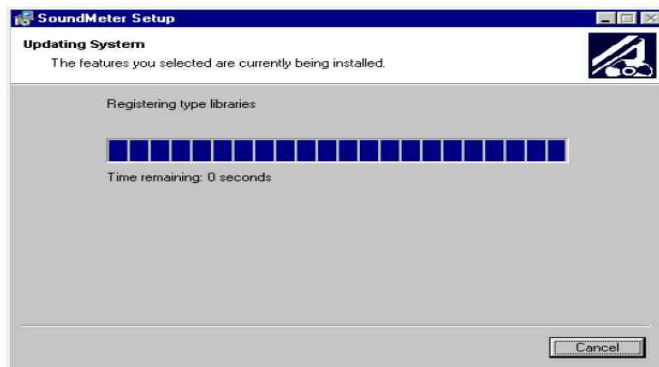 SoundMeter Setup
Updating System
The features you selected are currently being installed.
Registering type libraries
Time remaining: 0 seconds
Cancel